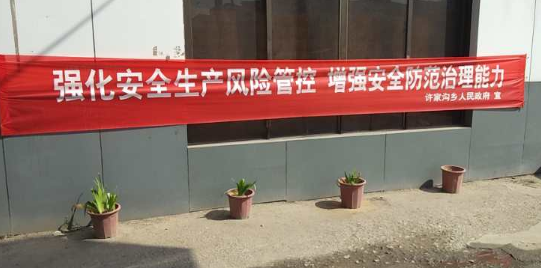 强化安全生产风险管控 增强安全防范治理能力
许家沟乡人民政府 宣